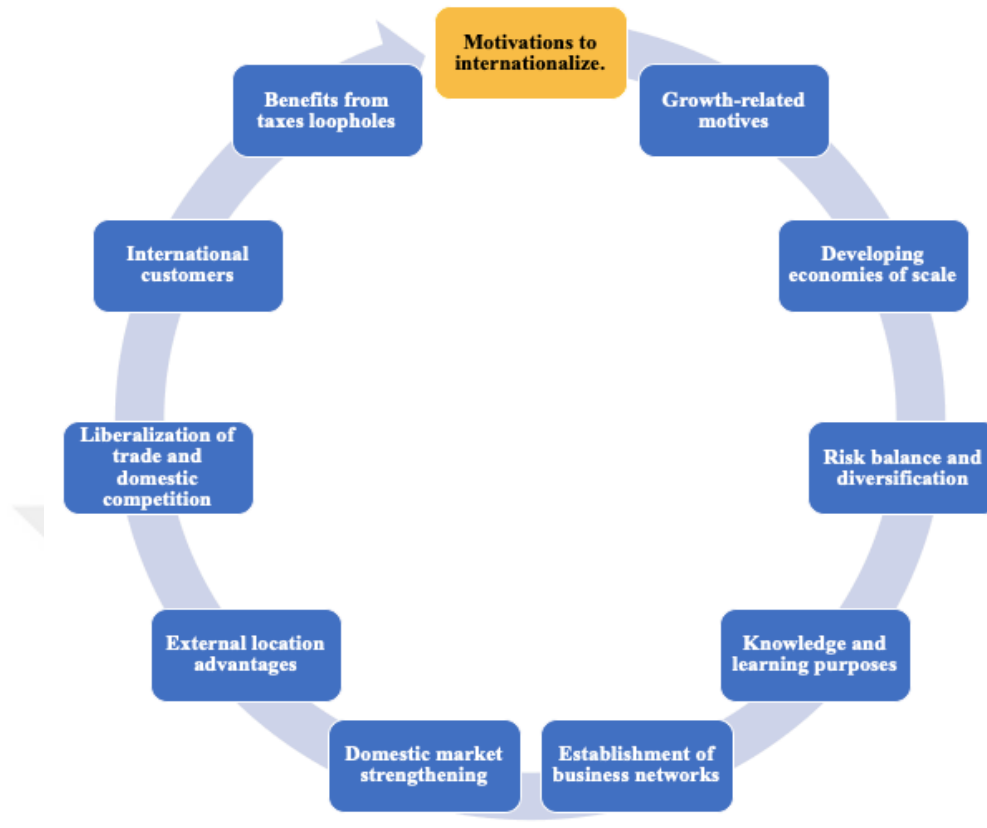 Motivations to
internationalize.
Growth-related
motives
Developing
economies of scale
Risk balance and
diversification
Knowledge and
learning purposes
Establishment of
business networks
Domestic market
strengthening
External location
advantages
Liberalization of
trade and
domestic
competition
International
customers
Benefits from
taxes loopholes